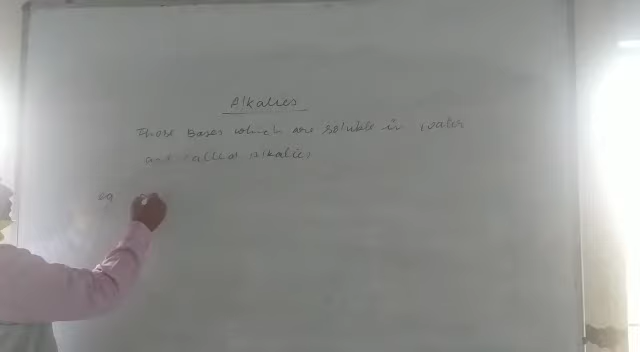 Alkalies
Those Bases which are soluble in water
are called alkalies
eg